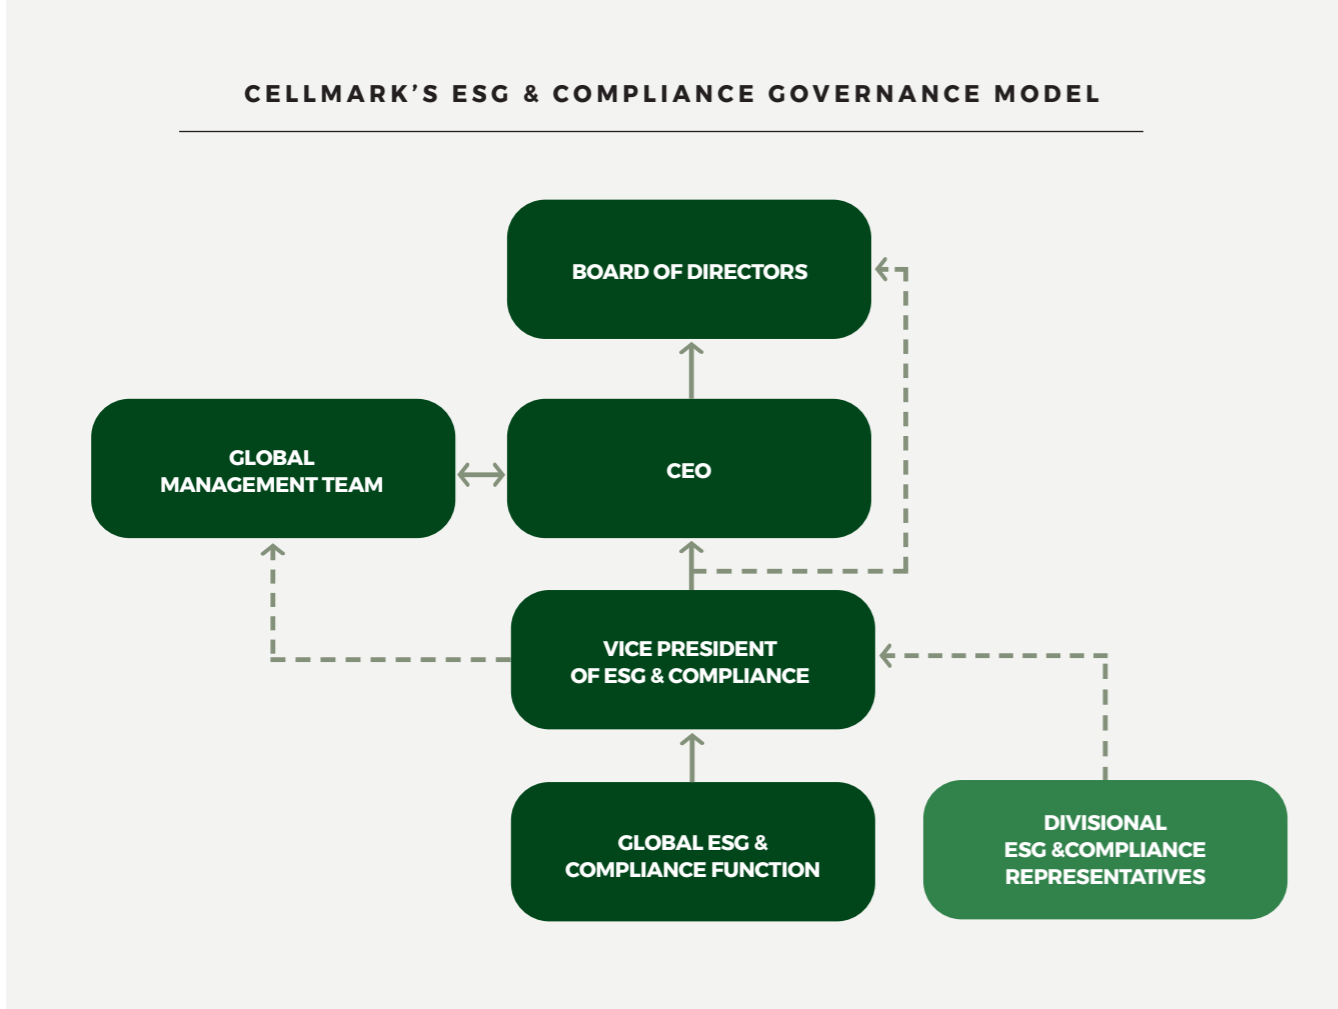 CELLMARK’S ESG & COMPLIANCE GOVERNANCE MODEL
BOARD OF DIRECTORS
GLOBAL
MANAGEMENT TEAM
CEO
VICE PRESIDENT
OF ESG & COMPLIANCE
GLOBAL ESG &
COMPLIANCE FUNCTION
DIVISIONAL
ESG &COMPLIANCE
REPRESENTATIVES